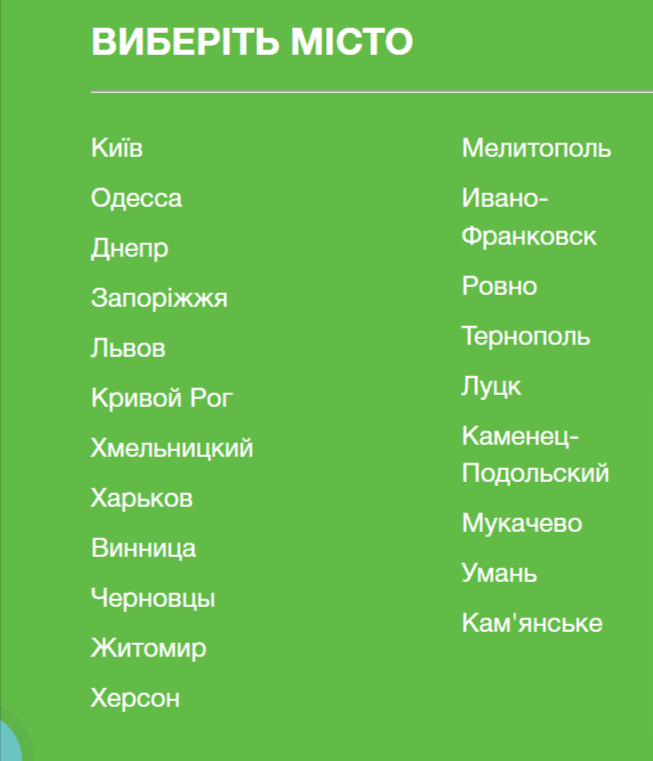 ВИБЕРІТЬ МІСТО
Київ
Одесса
Днепр
Запоріжжя
Львов
Кривой Рог
Хмельницкий
Харьков
Винница
Черновцы
Житомир
Херсон
Мелитополь
Ивано-
Франковск
Ровно
Тернополь
Луцк
Каменец-
Подольский
Мукачево
Умань
Кам'янське